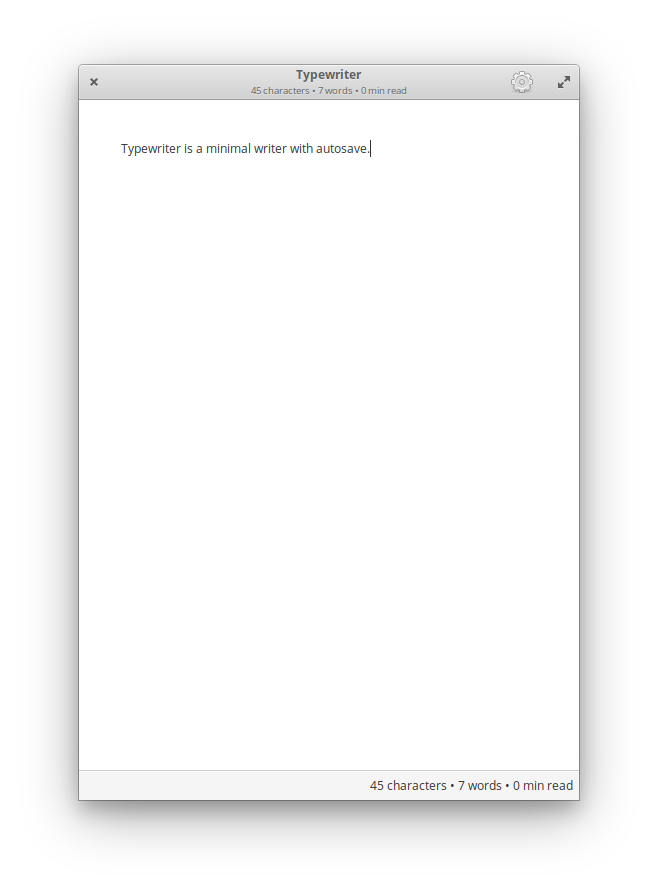 Typewriter
45 characters • 7 words • 0 min read
Typewriter is a minimal writer with autosave.
45 characters • 7 words • 0 min read